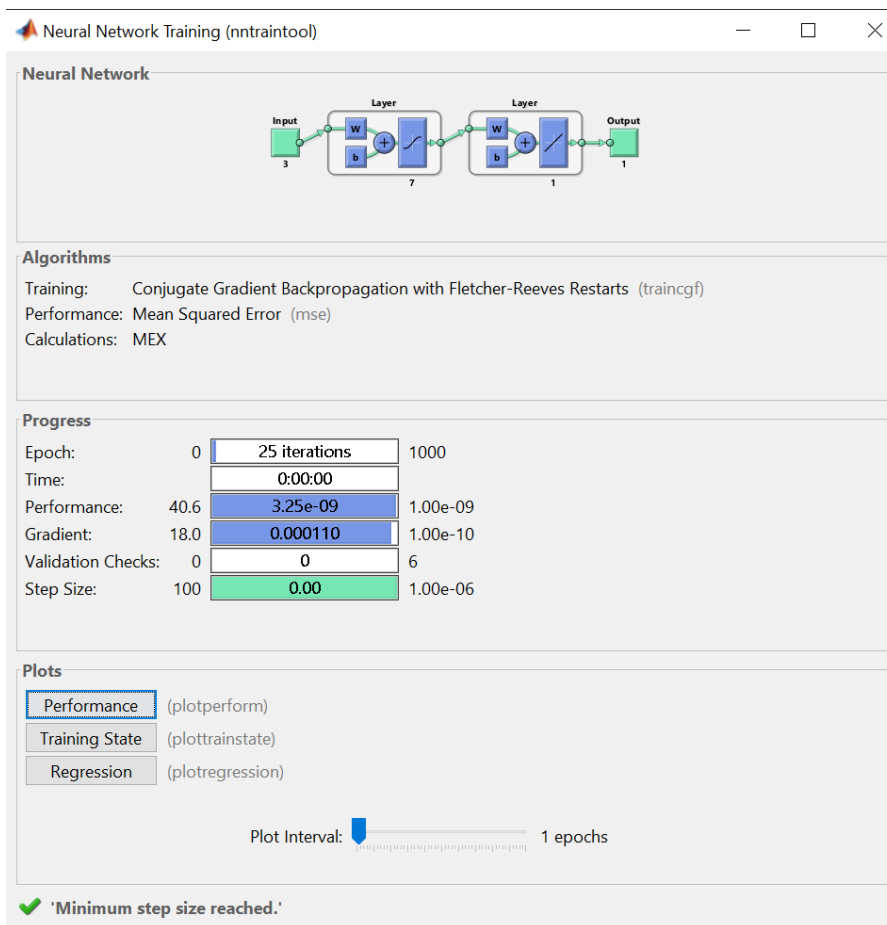 Neural Network Training (nntraintool)
Neural Network
Layer Layer
Input Output
W W
+ +
b b
3 7 1 1
Algorithms
Training: Conjugate Gradient Backpropagation with Fletcher-Reeves Restarts (traincgf)
Performance: Mean Squared Error (mse)
Calculations: MEX
Progress
Epoch: 0 25 iterations 1000
Time: 0:00:00
Performance: 40.6 3.25e-09 1.00e-09
Gradient: 18.0 0.000110 1.00e-10
Validation Checks: 0 0 6
Step Size: 100 0.00 1.00e-06
Plots
Performance (plotperform)
Training State (plottrainstate)
Regression (plotregression)
Plot Interval: 1 epochs
'Minimum step size reached.'